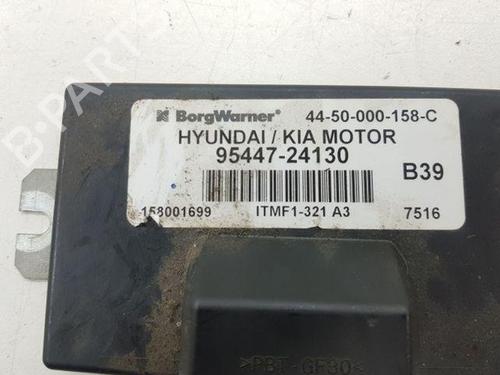 BorgWarner® 44-50-000-158-C
HYUNDAI / KIA MOTOR
95447-24130
B39
158001699 ITMF1-321 A3 7516
>PBT-GF30<
B-PARTS